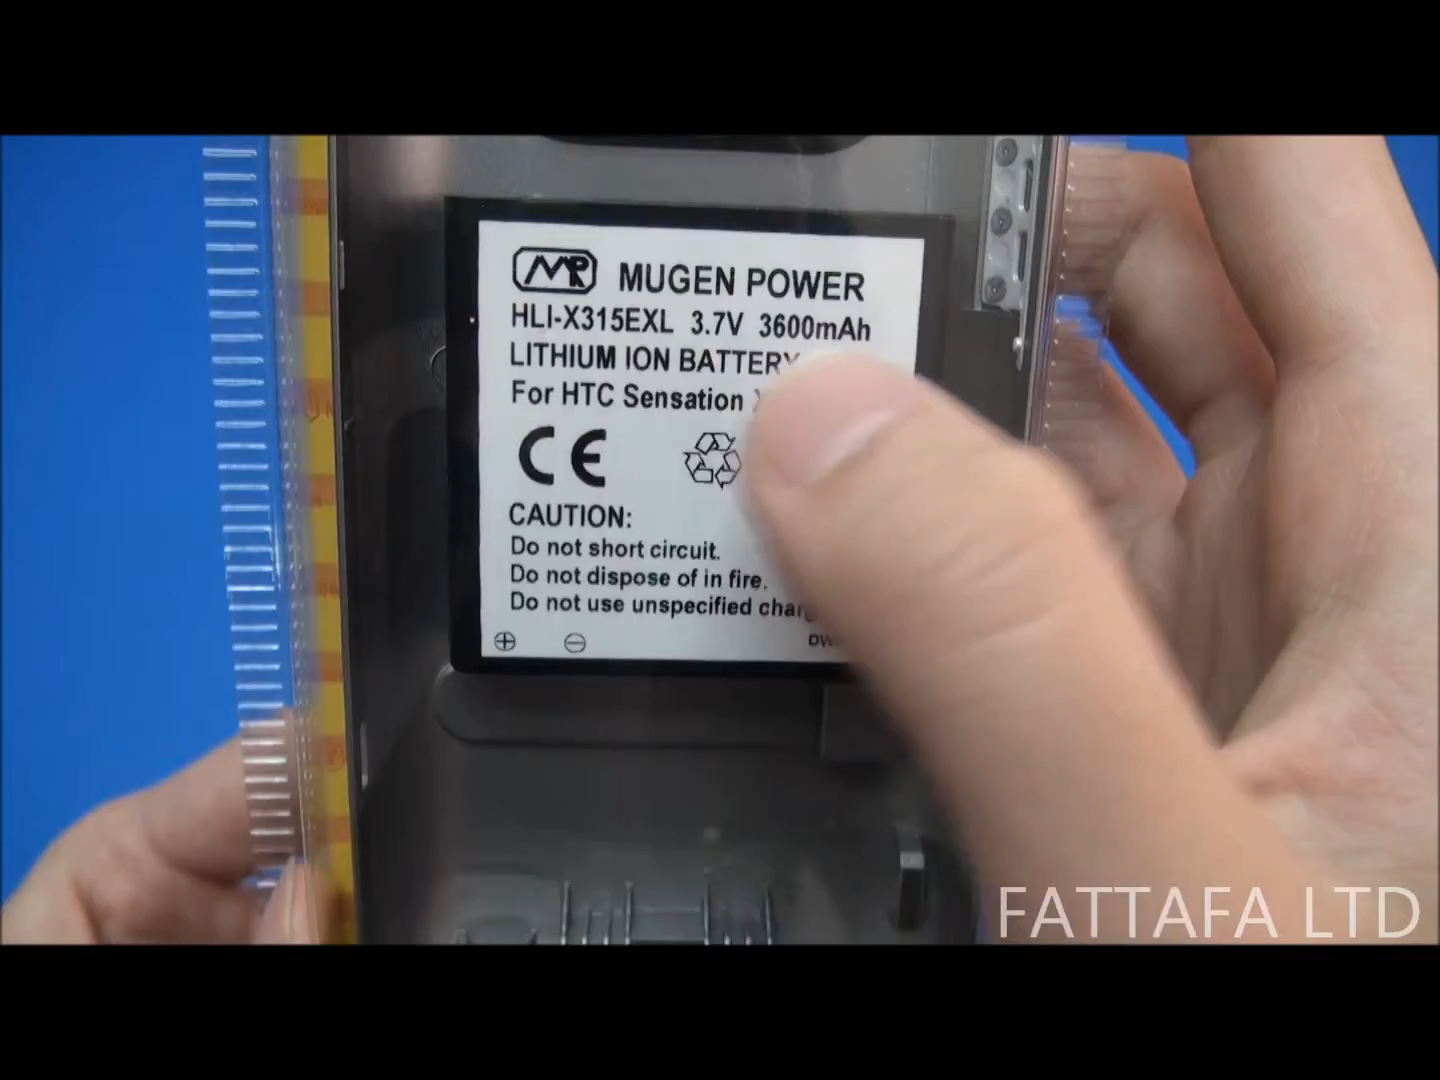 MUGEN POWER
HLI-X315EXL 3.7V 3600mAh
LITHIUM ION BATTERY
For HTC Sensation
CE
CAUTION:
Do not short circuit.
Do not dispose of in fire.
Do not use unspecified
FATTAFA LTD